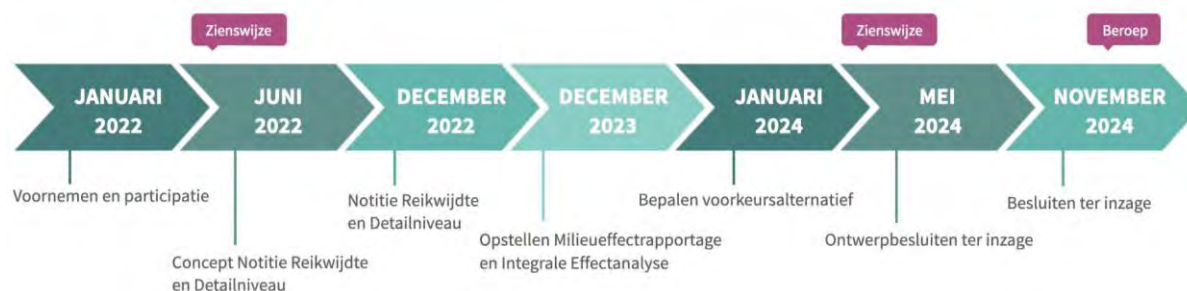 Zienswijze
Zienswijze
Beroep
JANUARI
2022
JUNI
2022
DECEMBER
2022
DECEMBER
2023
JANUARI
2024
MEI
2024
NOVEMBER
2024
Voornemen en participatie
Concept Notitie Reikwijdte
en Detailniveau
Notitie Reikwijdte
en Detailniveau
Opstellen Milieueffectrapportage
en Integrale Effectanalyse
Bepalen voorkeursalternatief
Ontwerpbesluiten ter inzage
Besluiten ter inzage